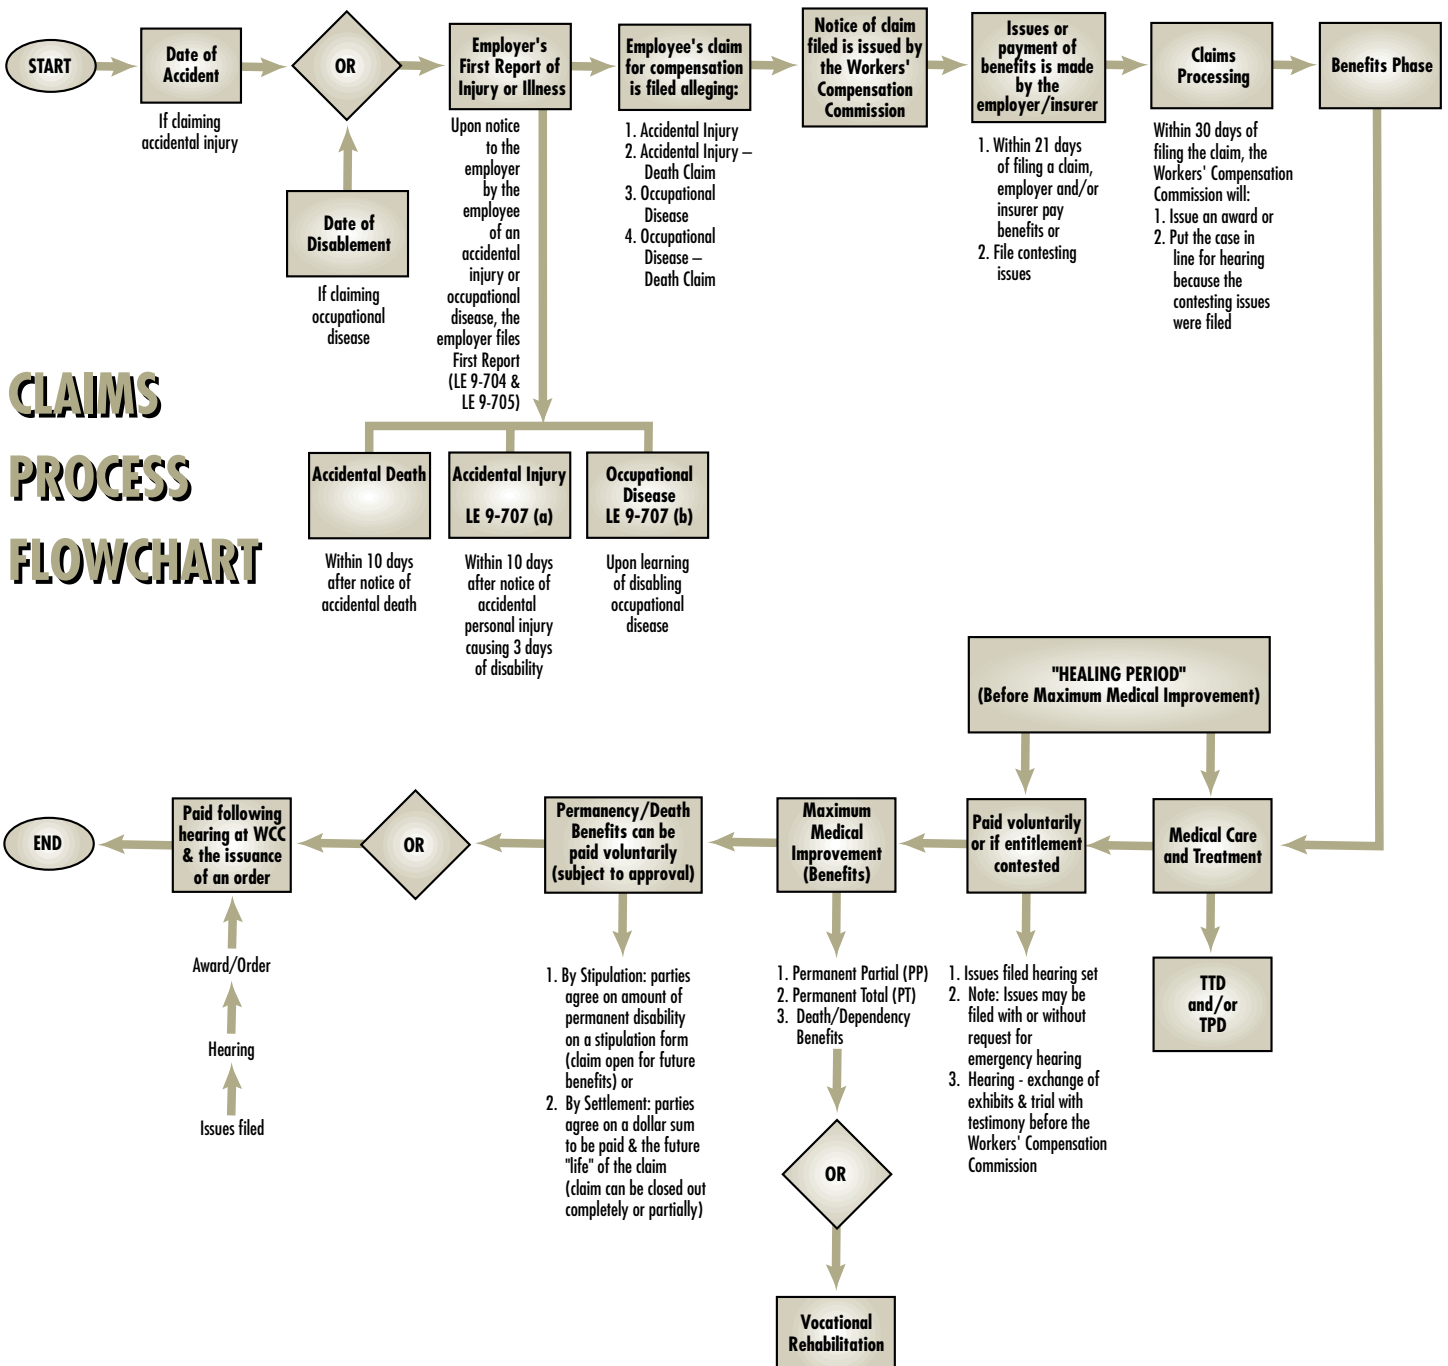 START
Date of
Accident
If claiming
accidental injury
OR
Date of
Disablement
If claiming
occupational
disease
Employer's
First Report of
Injury or Illness
Upon notice
to the
employer
by the
employee
of an
accidental
injury or
occupational
disease, the
employer files
First Report
(LE 9-704 &
LE 9-705)
Employee's claim
for compensation
is filed alleging:
1. Accidental Injury
2. Accidental Injury –
Death Claim
3. Occupational
Disease
4. Occupational
Disease –
Death Claim
Notice of claim
filed is issued by
the Workers'
Compensation
Commission
Issues or
payment of
benefits is made
by the
employer/insurer
1. Within 21 days
of filing a claim,
employer and/or
insurer pay
benefits or
2. File contesting
issues
Claims
Processing
Within 30 days of
filing the claim, the
Workers' Compensation
Commission will:
1. Issue an award or
2. Put the case in
line for hearing
because the
contesting issues
were filed
Benefits Phase
CLAIMS
PROCESS
FLOWCHART
Accidental Death
Within 10 days
after notice of
accidental death
Accidental Injury
LE 9-707 (a)
Within 10 days
after notice of
accidental
personal injury
causing 3 days
of disability
Occupational
Disease
LE 9-707 (b)
Upon learning
of disabling
occupational
disease
"HEALING PERIOD"
(Before Maximum Medical Improvement)
Medical Care
and Treatment
TTD
and/or
TPD
Paid voluntarily
or if entitlement
contested
1. Issues filed hearing set
2. Note: Issues may be
filed with or without
request for
emergency hearing
3. Hearing - exchange of
exhibits & trial with
testimony before the
Workers' Compensation
Commission
Maximum
Medical
Improvement
(Benefits)
1. Permanent Partial (PP)
2. Permanent Total (PT)
3. Death/Dependency
Benefits
OR
Vocational
Rehabilitation
Permanency/Death
Benefits can be
paid voluntarily
(subject to approval)
1. By Stipulation: parties
agree on amount of
permanent disability
on a stipulation form
(claim open for future
benefits) or
2. By Settlement: parties
agree on a dollar sum
to be paid & the future
"life" of the claim
(claim can be closed out
completely or partially)
OR
Paid following
hearing at WCC
& the issuance
of an order
Award/Order
Hearing
Issues filed
END